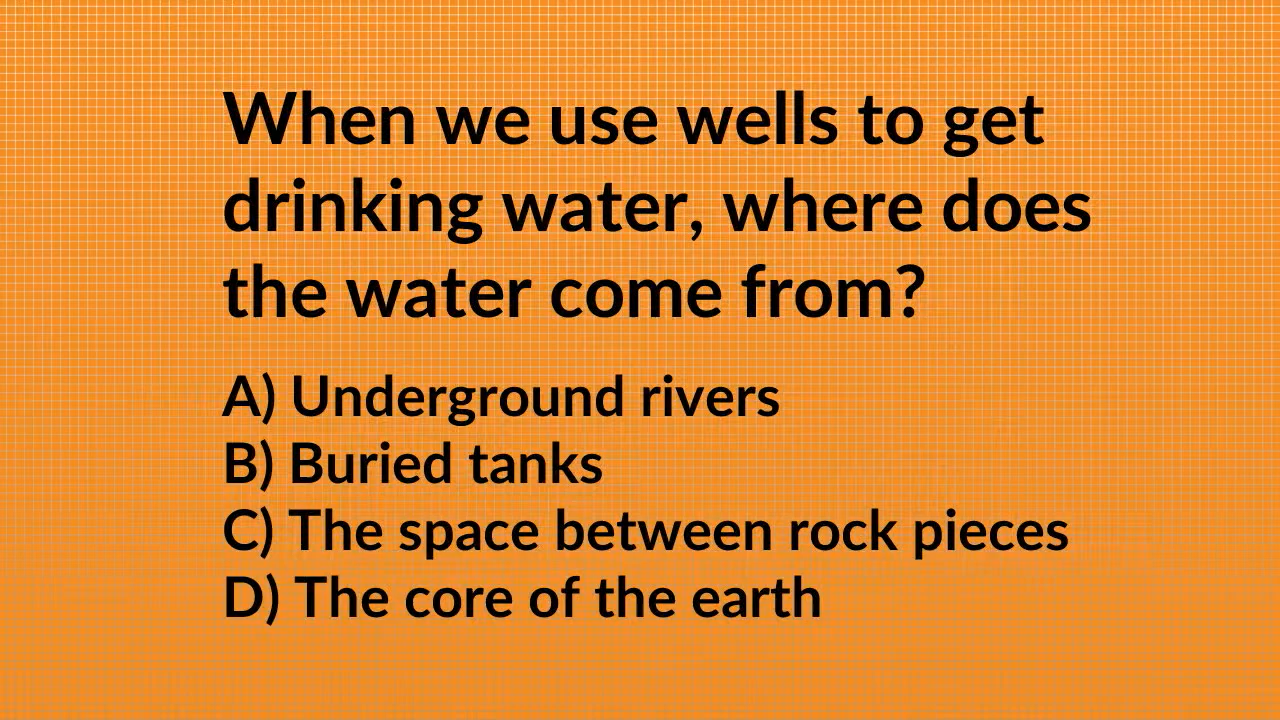 When we use wells to get
drinking water, where does
the water come from?
A) Underground rivers
B) Buried tanks
C) The space between rock pieces
D) The core of the earth